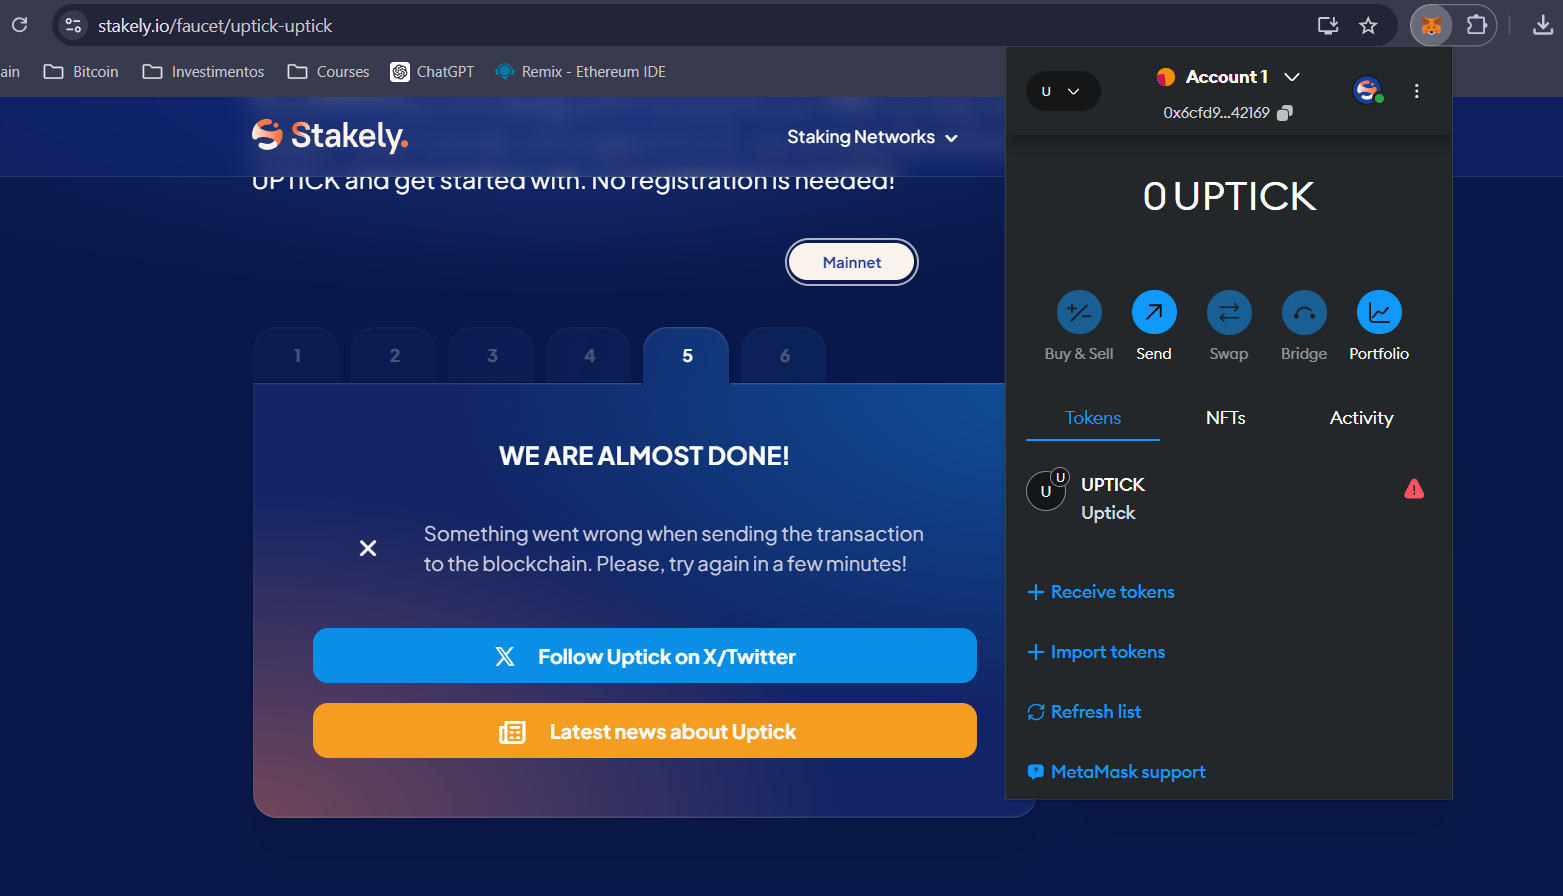 stakely.io/faucet/uptick-uptick
ain
Bitcoin
Investimentos
Courses
ChatGPT
Remix - Ethereum IDE
Stakely.
Staking Networks
UPTICK and get started with. No registration is needed!
Mainnet
1
2
3
4
5
6
WE ARE ALMOST DONE!
Something went wrong when sending the transaction
to the blockchain. Please, try again in a few minutes!
Follow Uptick on X/Twitter
Latest news about Uptick
U
Account 1
0x6cfd9...42169
0 UPTICK
Buy & Sell
Send
Swap
Bridge
Portfolio
Tokens
NFTs
Activity
U
U
UPTICK
Uptick
Receive tokens
Import tokens
Refresh list
MetaMask support